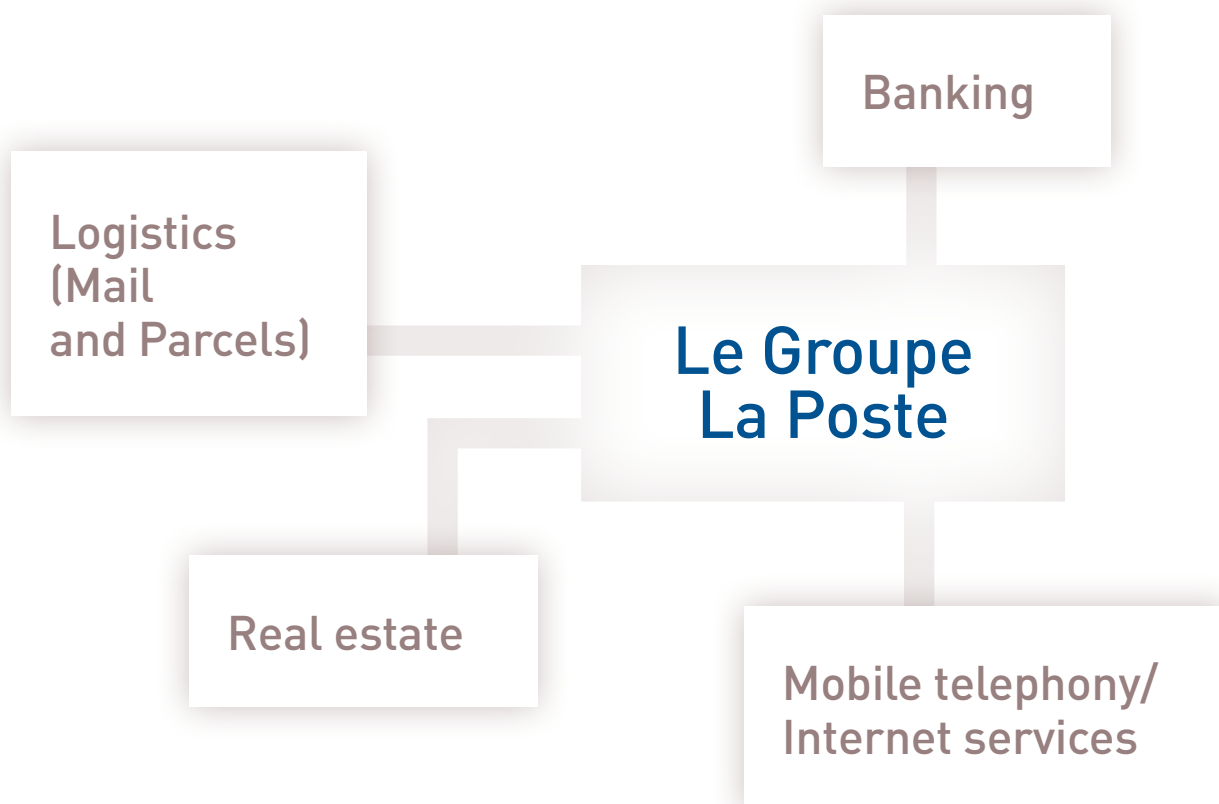 Banking
Logistics
(Mail
and Parcels)
Le Groupe
La Poste
Real estate
Mobile telephony/
Internet services